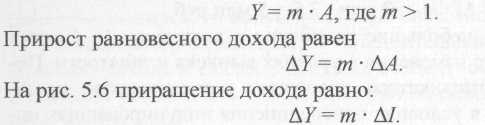 Y = m · A, где m > 1.
Прирост равновесного дохода равен
ΔY = m · ΔA.
На рис. 5.6 приращение дохода равно:
ΔY = m · ΔI.